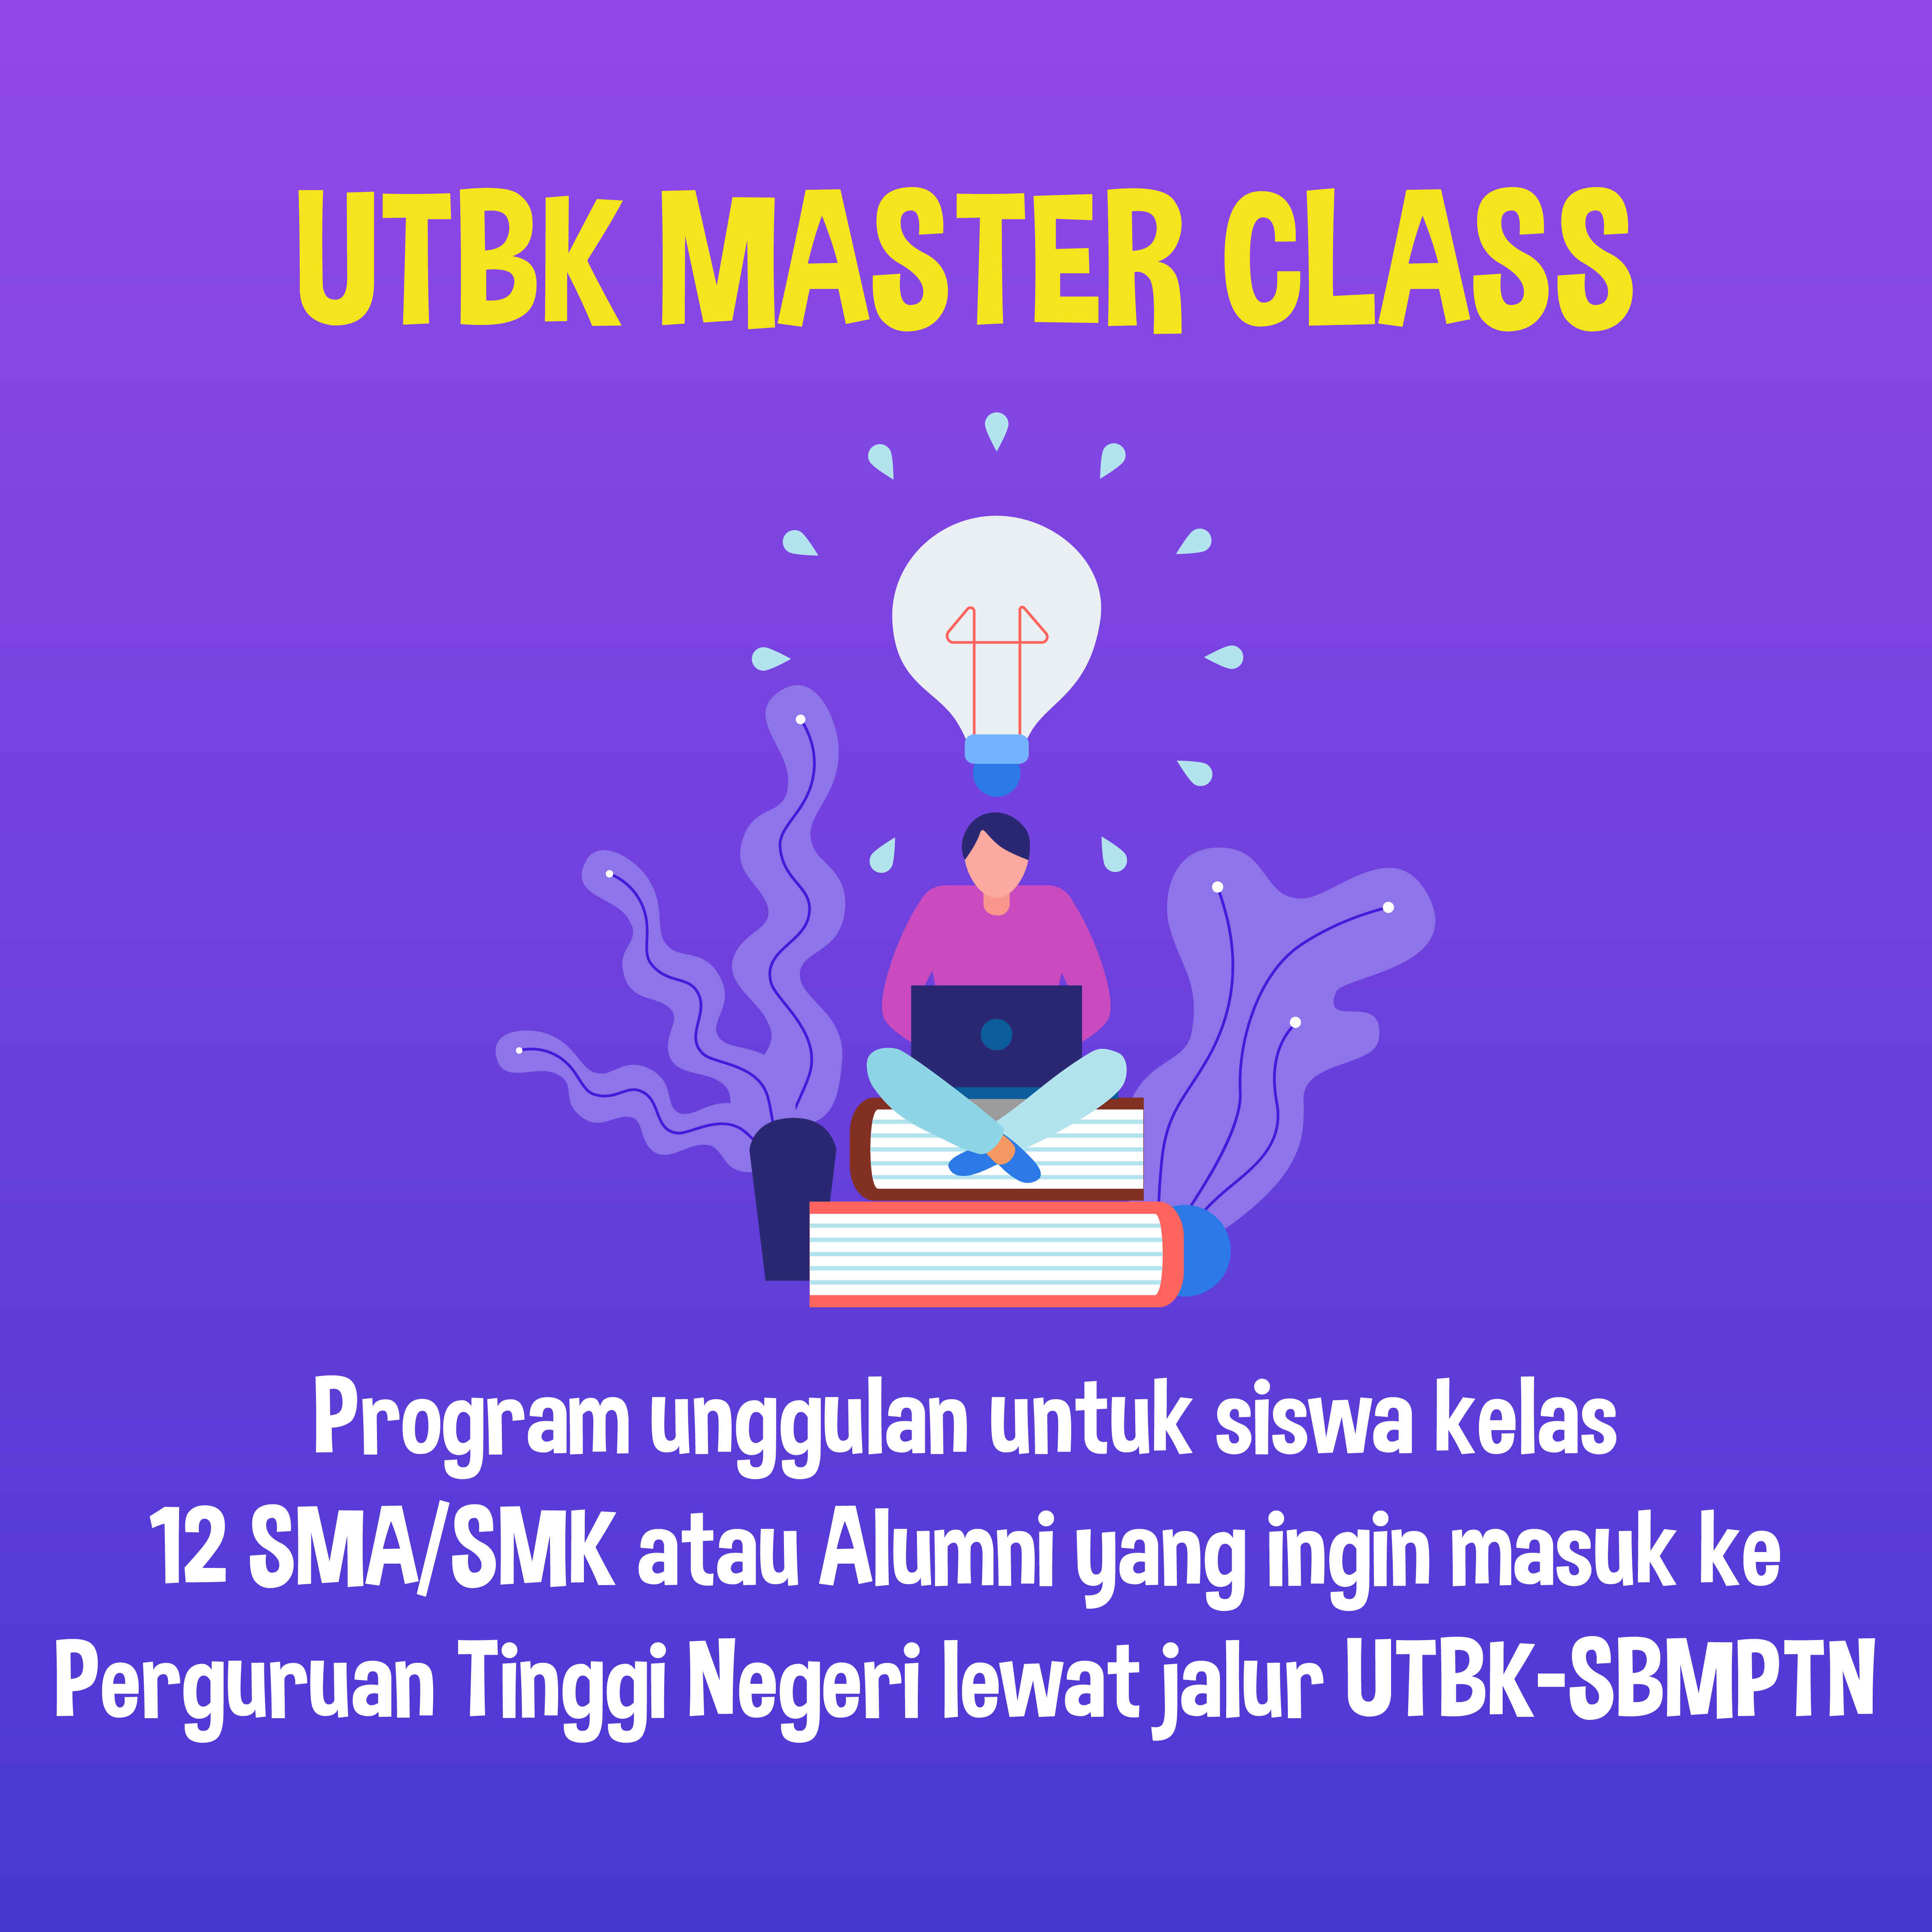 UTBK MASTER CLASS
Program unggulan untuk siswa kelas
12 SMA/SMK atau Alumni yang ingin masuk ke
Perguruan Tinggi Negeri lewat jalur UTBK-SBMPTN